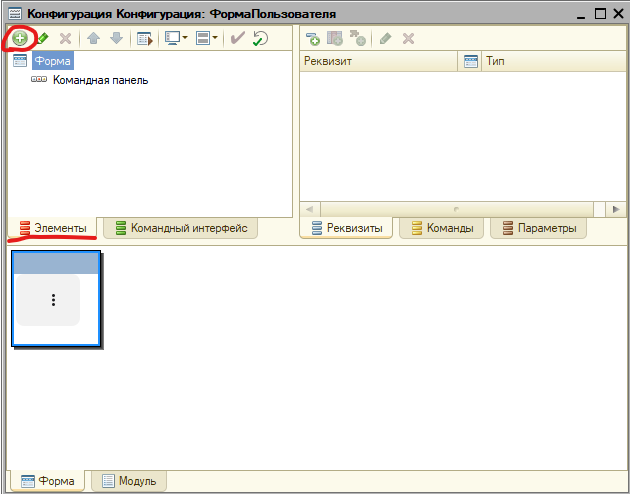 Конфигурация Конфигурация: ФормаПользователя
Форма
Командная панель
Реквизит
Тип
Элементы
Командный интерфейс
Реквизиты
Команды
Параметры
Форма
Модуль